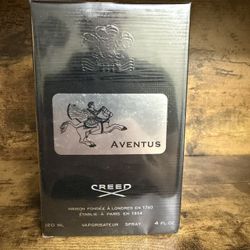 AVENTUS
CREED
MAISON FONDÉE À LONDRES EN 1760
ÉTABLIE À PARIS EN 1854
120 ML VAPORISATEUR SPRAY 4 FL.OZ